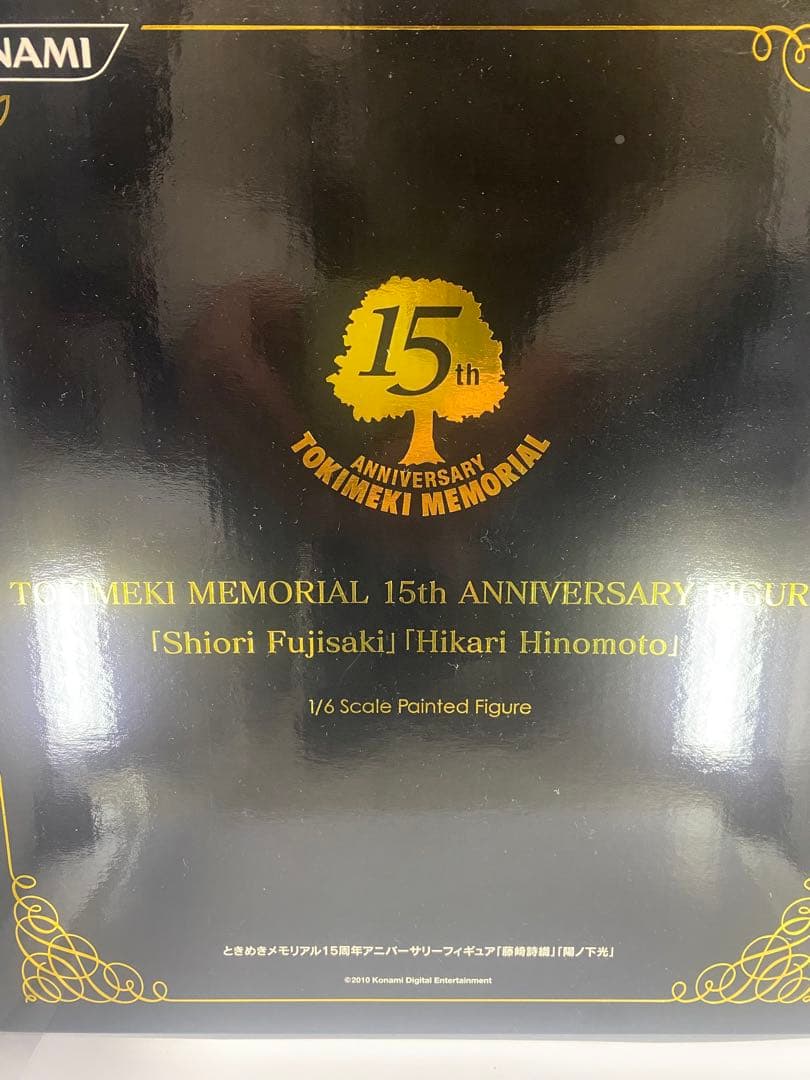 NAMI
15th
ANNIVERSARY
TOKIMEKI MEMORIAL
TOKIMEKI MEMORIAL 15th ANNIVERSARY FIGUR
「Shiori Fujisaki」「Hikari Hinomoto」
1/6 Scale Painted Figure
ときめきメモリアル15周年アニバーサリーフィギュア「藤崎詩織」「陽ノ下光」
©2010 Konami Digital Entertainment